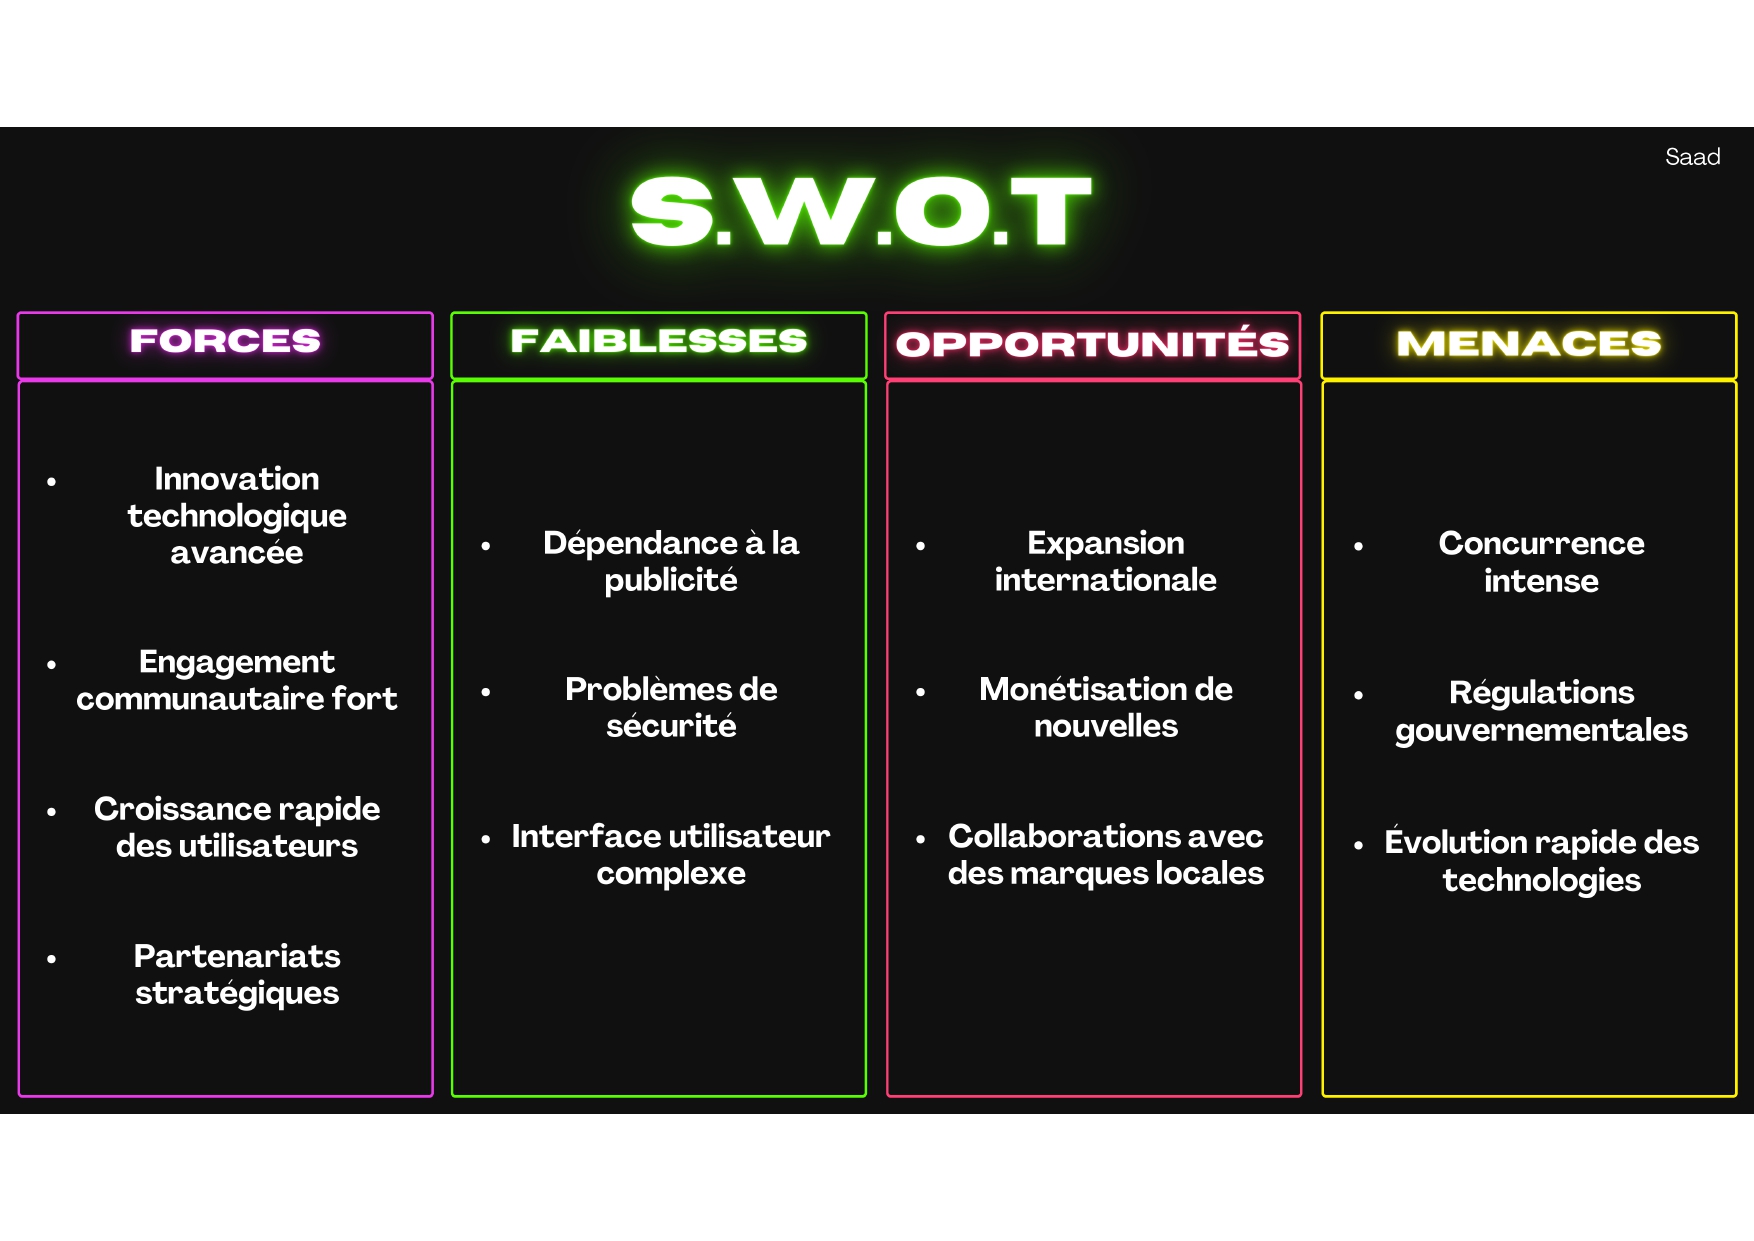 Saad
S.W.O.T
FORCES
• Innovation
technologique
avancée
• Engagement
communautaire fort
• Croissance rapide
des utilisateurs
• Partenariats
stratégiques
FAIBLESSES
• Dépendance à la
publicité
• Problèmes de
sécurité
• Interface utilisateur
complexe
OPPORTUNITÉS
• Expansion
internationale
• Monétisation de
nouvelles
• Collaborations avec
des marques locales
MENACES
• Concurrence
intense
• Régulations
gouvernementales
• Évolution rapide des
technologies